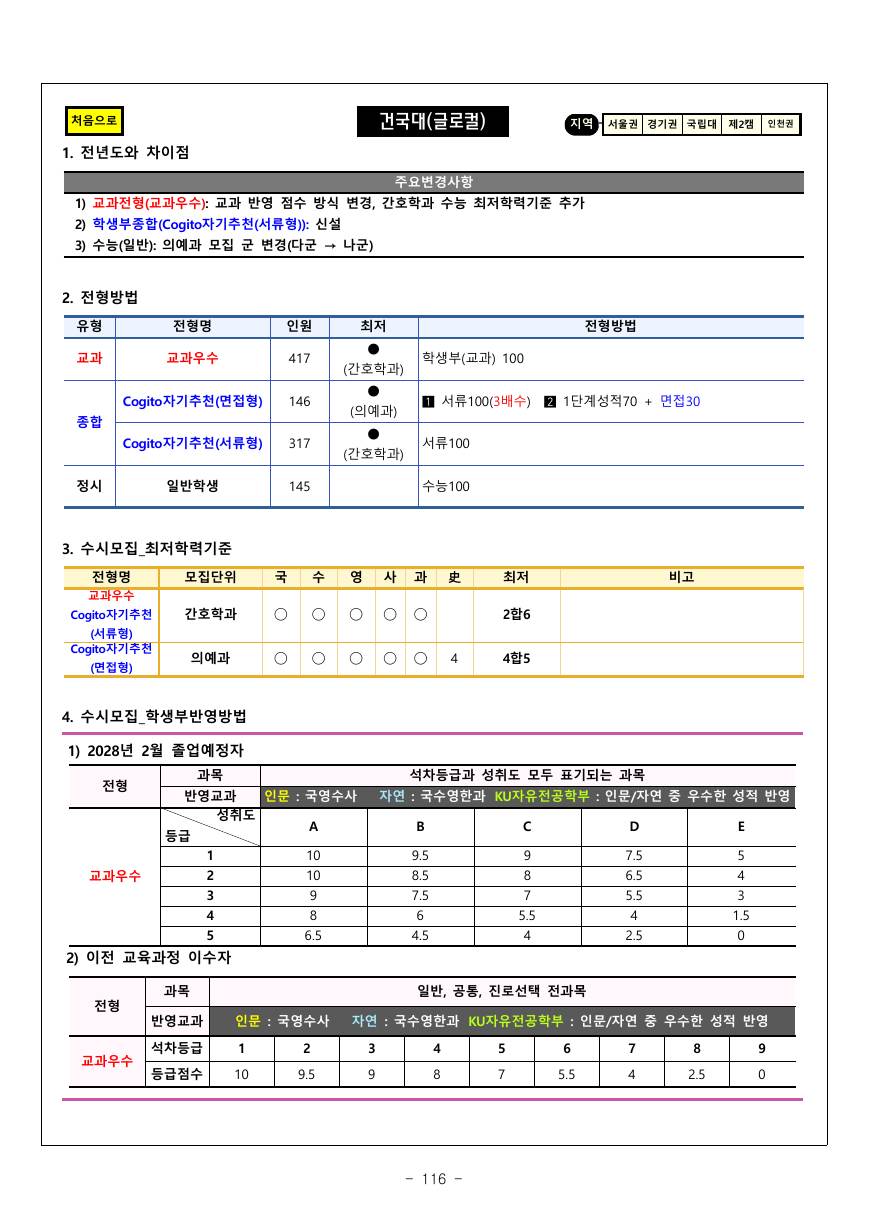 처음으로
건국대(글로컬)
지역 서울권 경기권 국립대 제2캠 인천권
1. 전년도와 차이점
주요변경사항
1) 교과전형(교과우수): 교과 반영 점수 방식 변경, 간호학과 수능 최저학력기준 추가
2) 학생부종합(Cogito자기추천(서류형)): 신설
3) 수능(일반): 의예과 모집 군 변경(다군 → 나군)
2. 전형방법
유형 전형명 인원 최저 전형방법
교과 교과우수 417 ● (간호학과) 학생부(교과) 100
종합 Cogito자기추천(면접형) 146 ● (의예과) 1 서류100(3배수) 2 1단계성적70 + 면접30
Cogito자기추천(서류형) 317 ● (간호학과) 서류100
정시 일반학생 145 수능100
3. 수시모집_최저학력기준
전형명 모집단위 국 수 영 사 과 史 최저 비고
교과우수
Cogito자기추천
(서류형)
간호학과 ○ ○ ○ ○ ○ 2합6
Cogito자기추천
(면접형)
의예과 ○ ○ ○ ○ ○ 4 4합5
4. 수시모집_학생부반영방법
1) 2028년 2월 졸업예정자
전형 과목 석차등급과 성취도 모두 표기되는 과목
반영교과 인문 : 국영수사 자연 : 국수영한과 KU자유전공학부 : 인문/자연 중 우수한 성적 반영
교과우수 성취도 등급 A B C D E
1 10 9.5 9 7.5 5
2 10 8.5 8 6.5 4
3 9 7.5 7 5.5 3
4 8 6 5.5 4 1.5
5 6.5 4.5 4 2.5 0
2) 이전 교육과정 이수자
전형 과목 일반, 공통, 진로선택 전과목
반영교과 인문 : 국영수사 자연 : 국수영한과 KU자유전공학부 : 인문/자연 중 우수한 성적 반영
교과우수 석차등급 1 2 3 4 5 6 7 8 9
등급점수 10 9.5 9 8 7 5.5 4 2.5 0
- 116 -